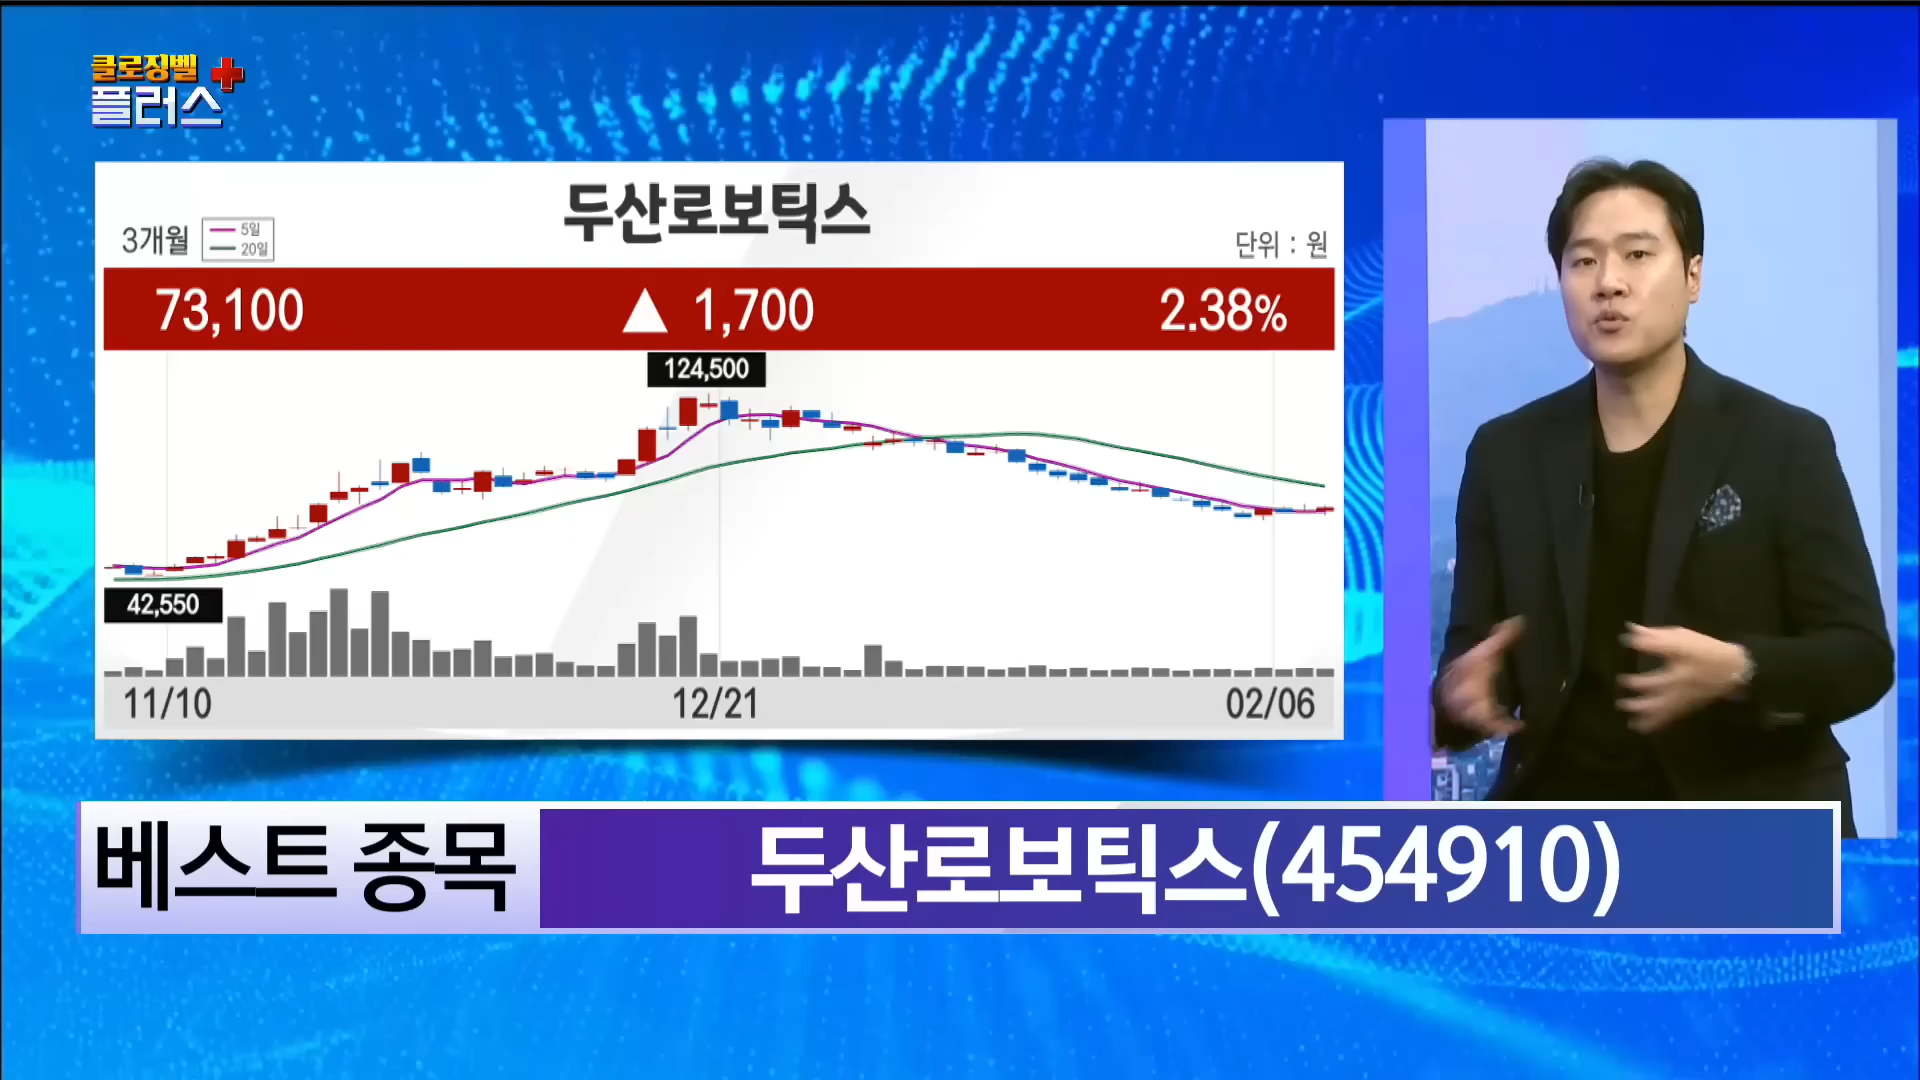 클로징벨
플러스+
두산로보틱스
3개월
5일
20일
단위 : 원
73,100 ▲ 1,700 2.38%
124,500
42,550
11/10 12/21 02/06
베스트 종목 두산로보틱스(454910)